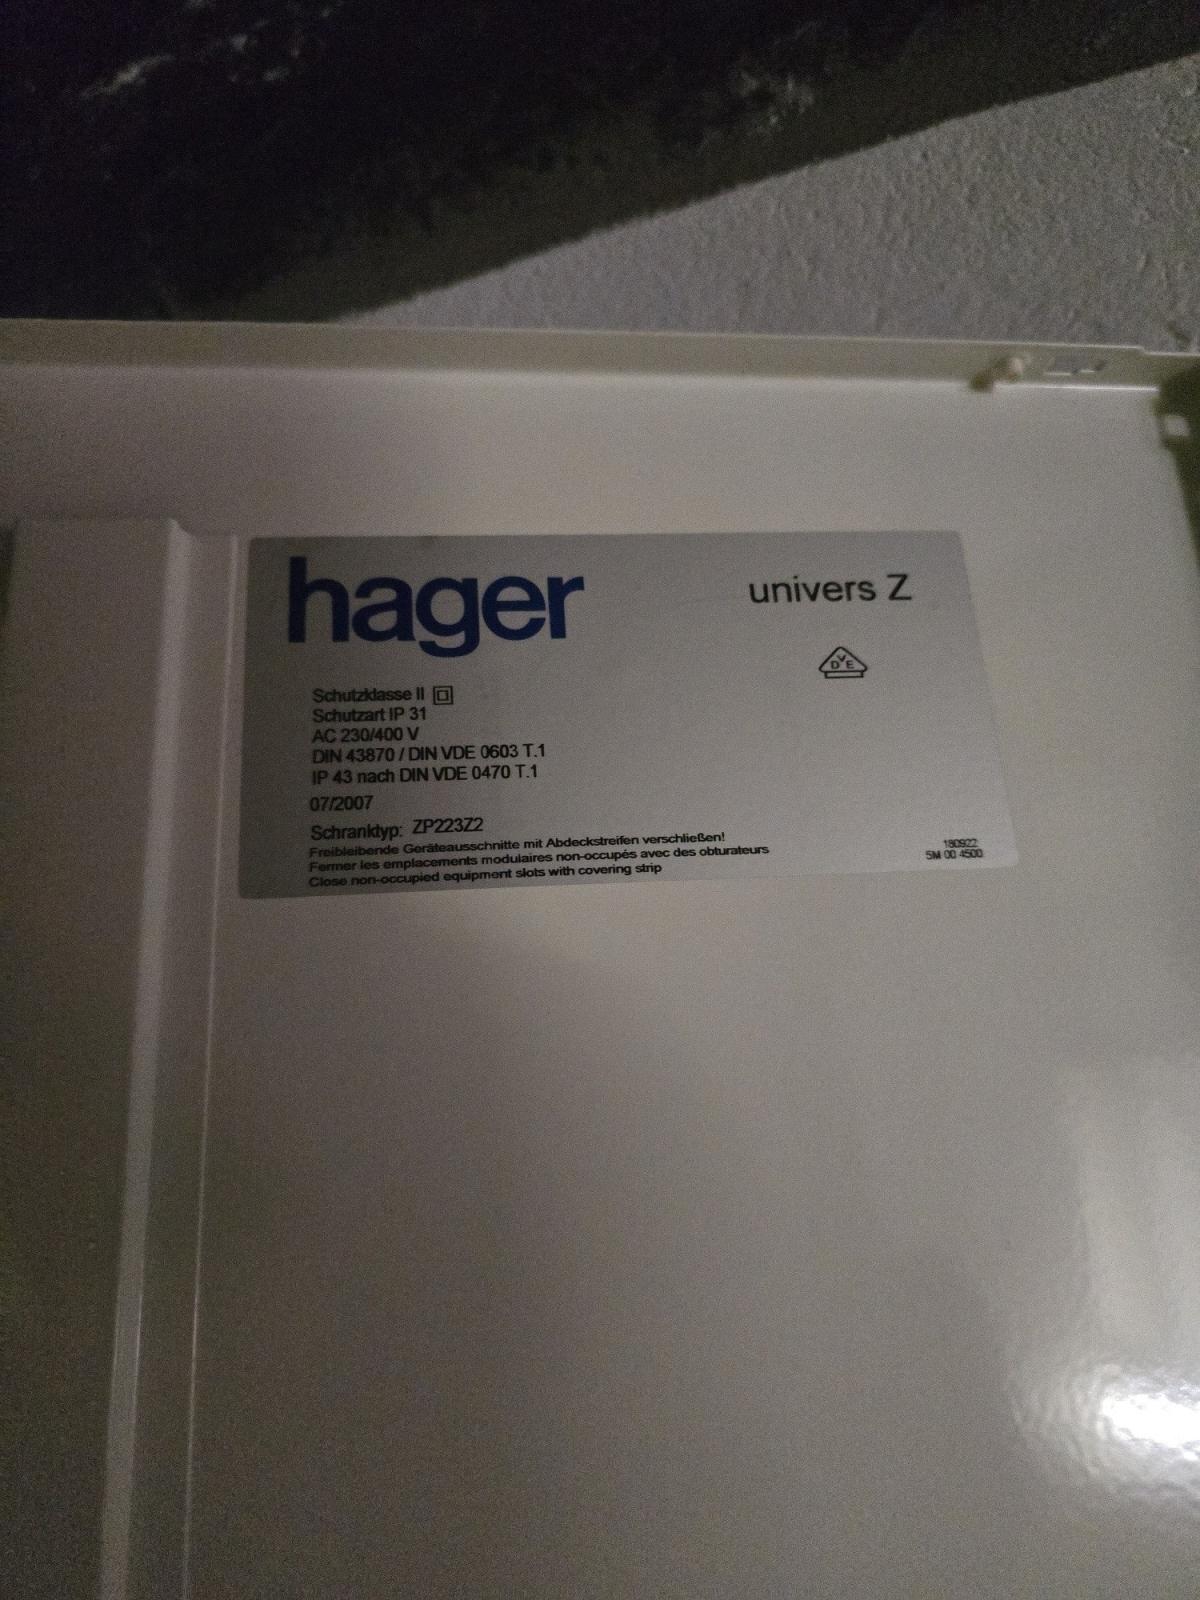 hager
univers Z
DVE
Schutzklasse II
Schutzart IP 31
AC 230/400 V
DIN 43870 / DIN VDE 0603 T.1
IP 43 nach DIN VDE 0470 T.1
07/2007
Schranktyp: ZP223Z2
Freibleibende Geräteausschnitte mit Abdeckstreifen verschließen!
Fermer les emplacements modulaires non-occupés avec des obturateurs
Close non-occupied equipment slots with covering strip
180922
5M 00 4500